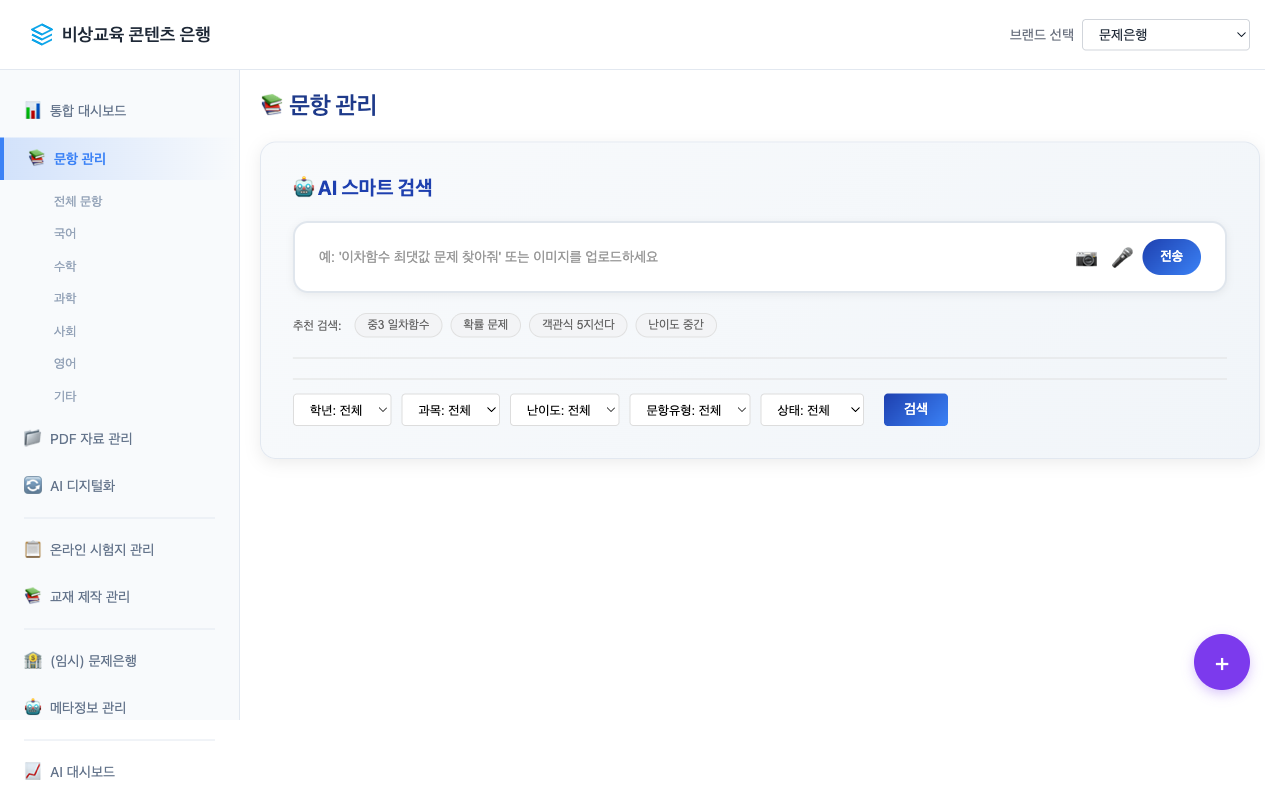 비상교육 콘텐츠 은행
브랜드 선택 문제은행
통합 대시보드
문항 관리
전체 문항
국어
수학
과학
사회
영어
기타
PDF 자료 관리
AI 디지털화
온라인 시험지 관리
교재 제작 관리
(임시) 문제은행
메타정보 관리
AI 대시보드
문항 관리
AI 스마트 검색
예: '이차함수 최댓값 문제 찾아줘' 또는 이미지를 업로드하세요
전송
추천 검색: 중3 일차함수 확률 문제 객관식 5지선다 난이도 중간
학년: 전체 과목: 전체 난이도: 전체 문항유형: 전체 상태: 전체 검색
+